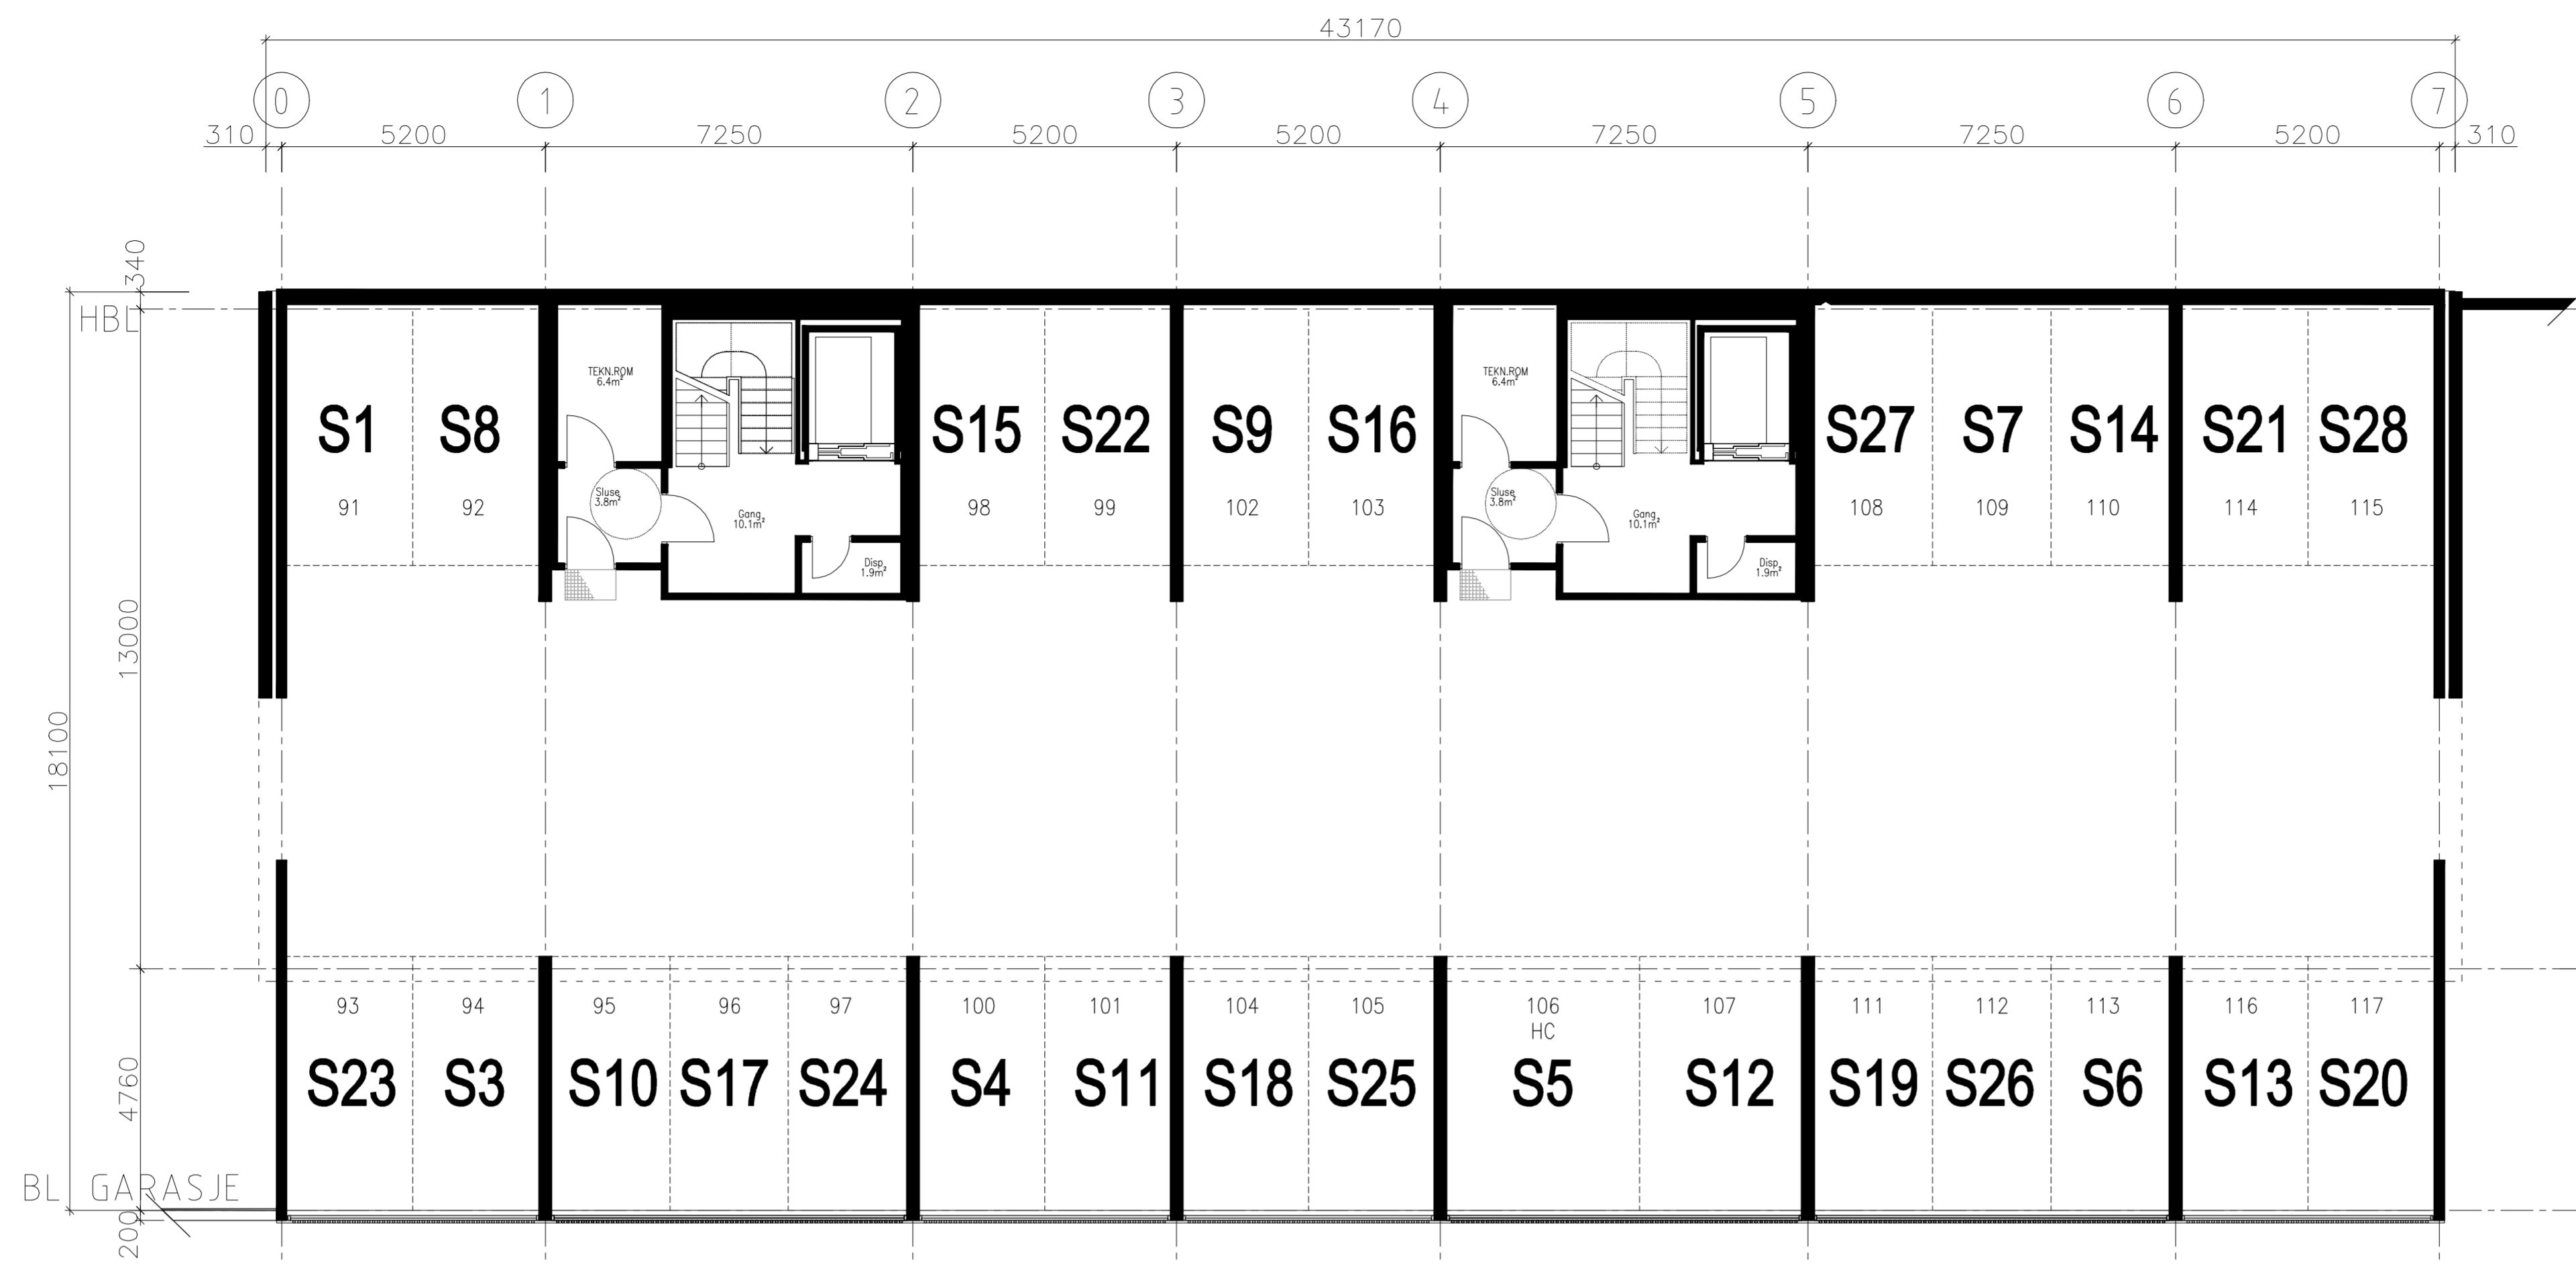 43170
0 1 2 3 4 5 6 7
310 5200 7250 5200 5200 7250 7250 5200 310
340
HBL
TEKN.ROM
6.4m²
TEKN.ROM
6.4m²
S1 S8 S15 S22 S9 S16 S27 S7 S14 S21 S28
91 92 98 99 102 103 108 109 110 114 115
Sluse
3.8m²
Gang
10.1m²
Disp
1.9m²
Sluse
3.8m²
Gang
10.1m²
Disp
1.9m²
13000
18100
93 94 95 96 97 100 101 104 105 106 107 111 112 113 116 117
HC
S23 S3 S10 S17 S24 S4 S11 S18 S25 S5 S12 S19 S26 S6 S13 S20
4760
BL GARASJE
200